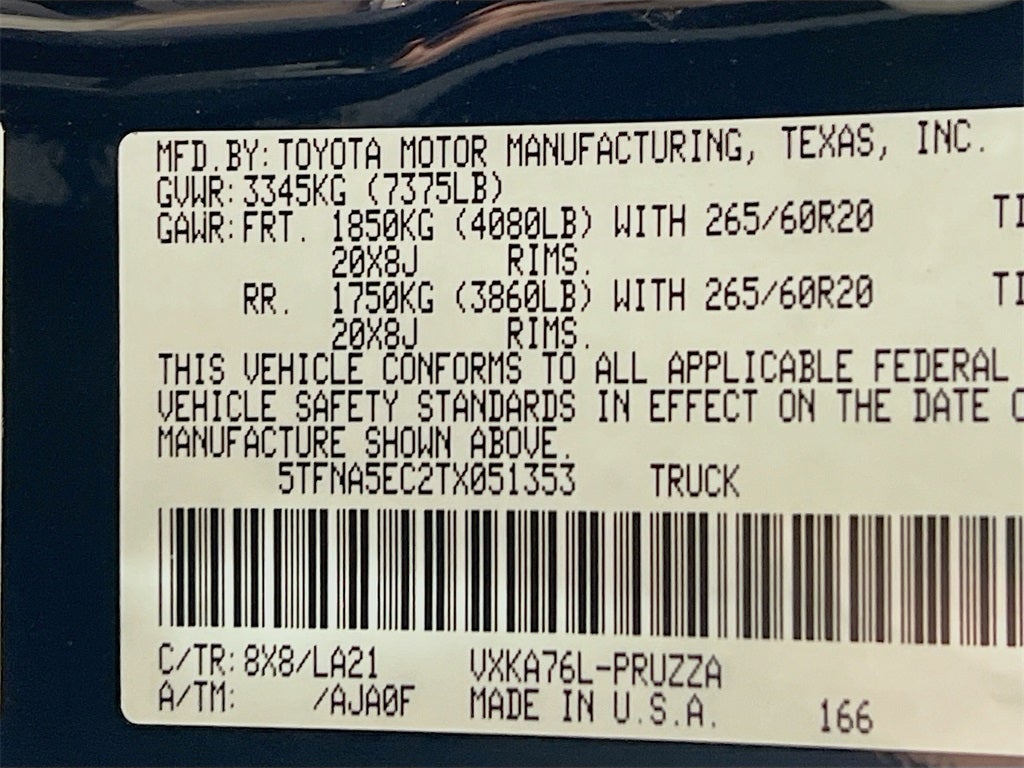 MFD.BY:TOYOTA MOTOR MANUFACTURING, TEXAS, INC.
GVWR:3345KG (7375LB)
GAWR:FRT. 1850KG (4080LB) WITH 265/60R20 TI
20X8J RIMS.
RR. 1750KG (3860LB) WITH 265/60R20 TI
20X8J RIMS.
THIS VEHICLE CONFORMS TO ALL APPLICABLE FEDERAL
VEHICLE SAFETY STANDARDS IN EFFECT ON THE DATE
MANUFACTURE SHOWN ABOVE.
5TFNA5EC2TX051353 TRUCK
C/TR:8X8/LA21 VXKA76L-PRUZZA
A/TM: /AJA0F MADE IN U.S.A. 166